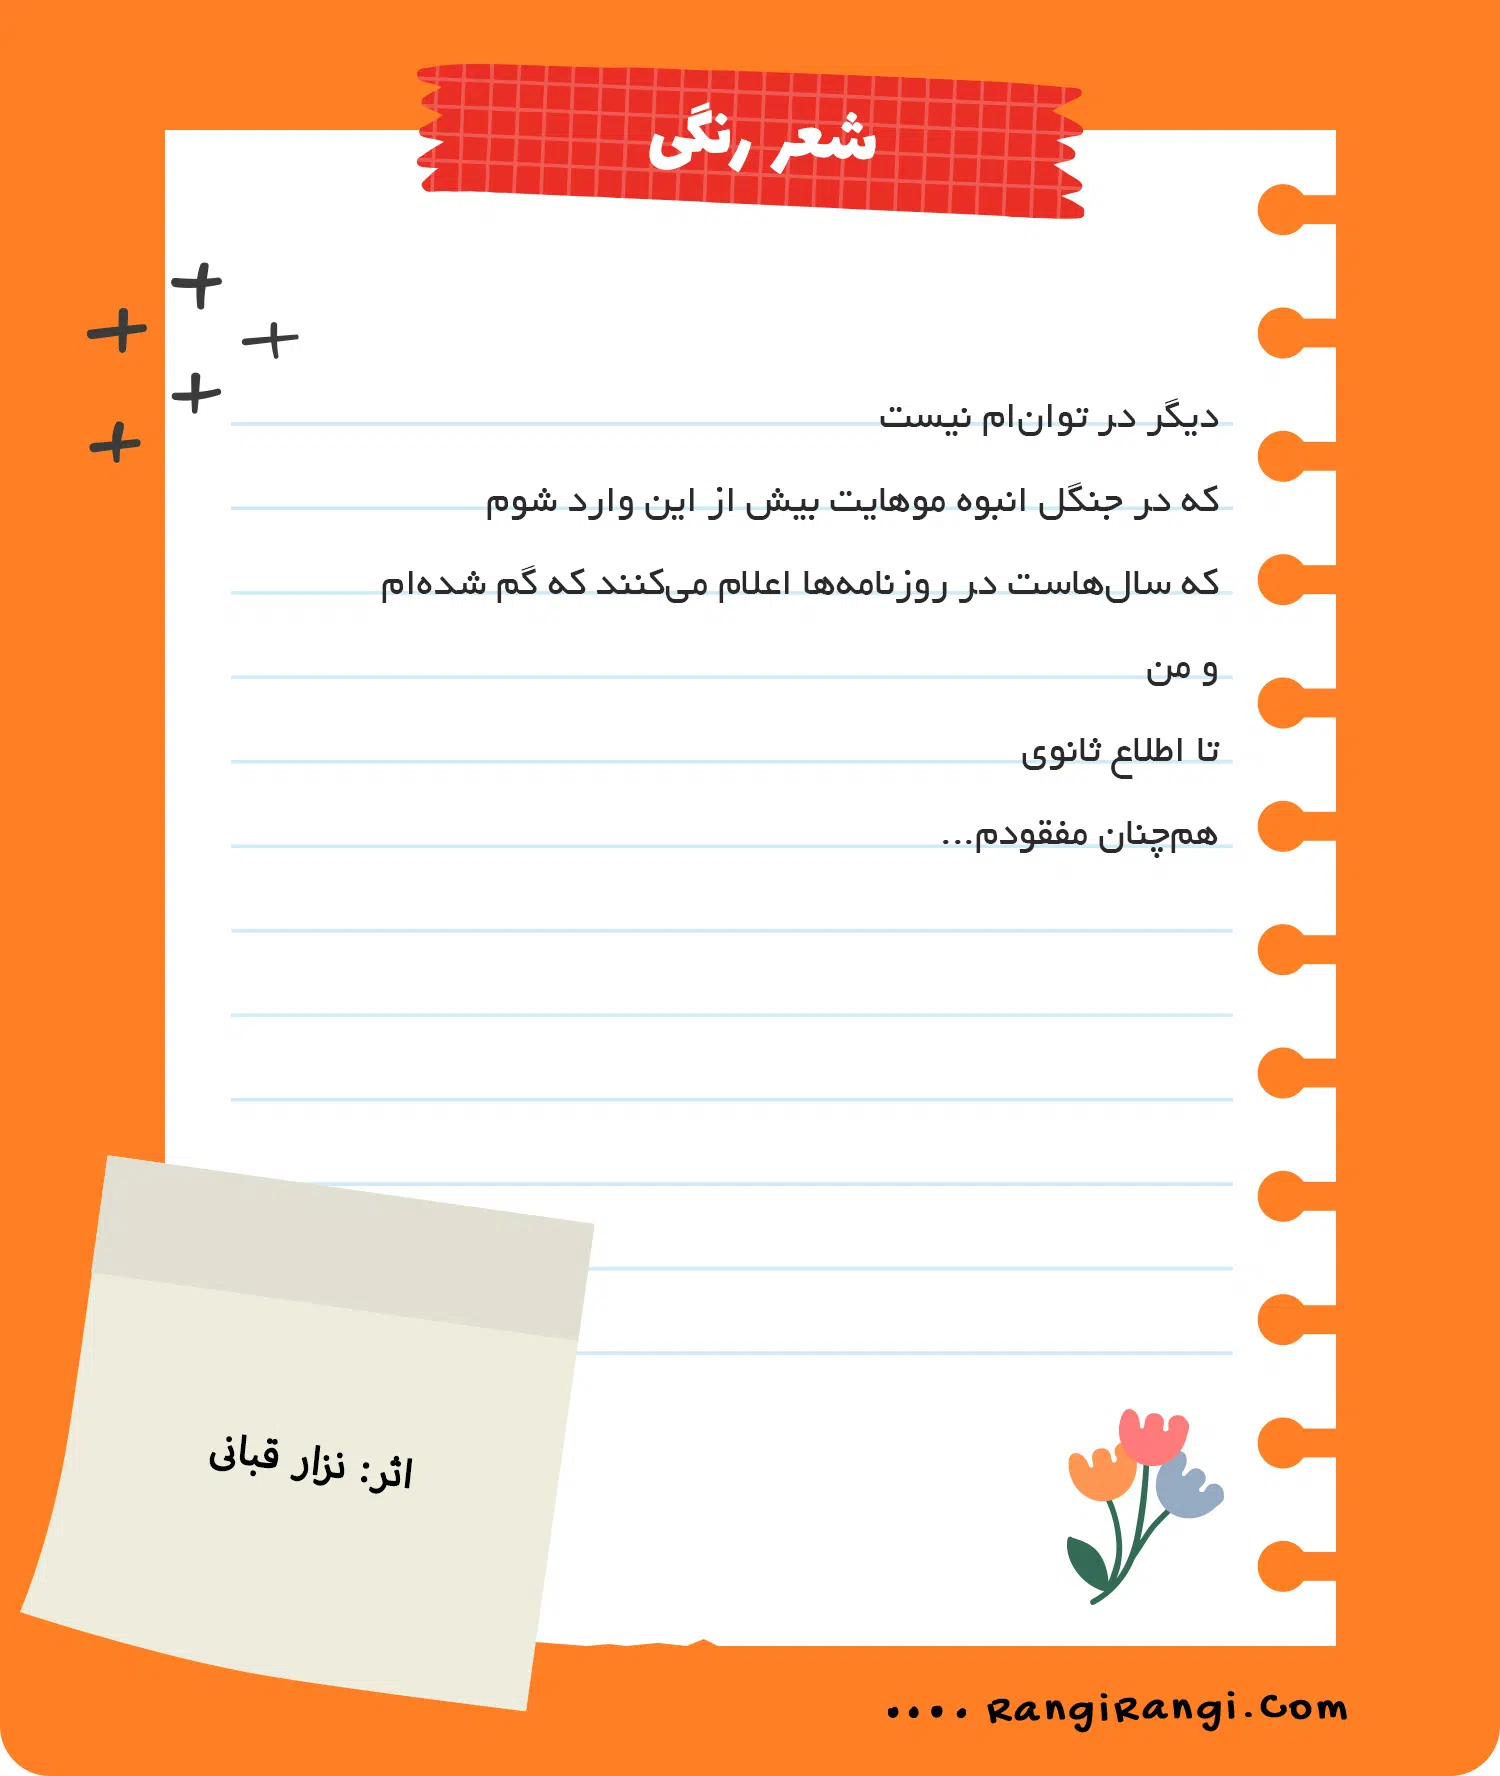 شعر رنگی
دیگر در توان‌ام نیست
که در جنگل انبوه موهایت بیش از این وارد شوم
که سال‌هاست در روزنامه‌ها اعلام می‌کنند که گم شده‌ام
و من
تا اطلاع ثانوی
هم‌چنان مفقودم...
اثر: نزار قبانی
.... RangiRangi.Com